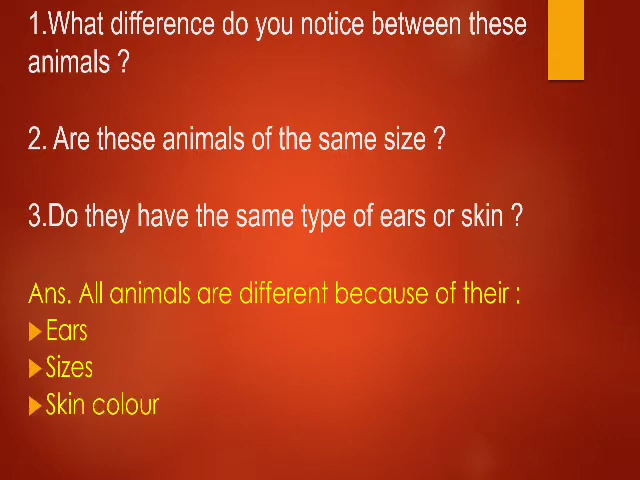 1.What difference do you notice between these
animals ?
2. Are these animals of the same size ?
3.Do they have the same type of ears or skin ?
Ans. All animals are different because of their :
Ears
Sizes
Skin colour